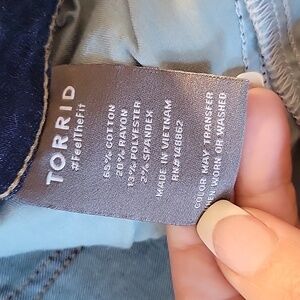 TORRID
#FeelTheFit
65% COTTON
20% RAYON
13% POLYESTER
2% SPANDEX
MADE IN VIETNAM
RN#148862
COLOR MAY TRANSFER
WHEN WORN OR WASHED